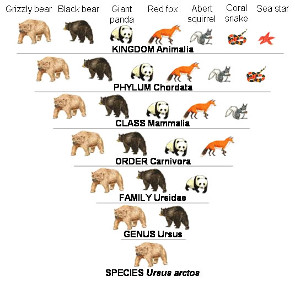 Grizzly bear Black bear Giant panda Red fox Abert squirrel Coral snake Sea star
KINGDOM Animalia
PHYLUM Chordata
CLASS Mammalia
ORDER Carnivora
FAMILY Ursidae
GENUS Ursus
SPECIES Ursus arctos